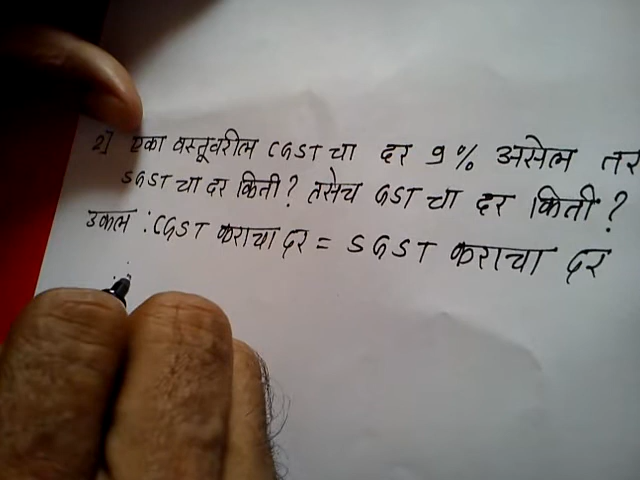 २] एका वस्तूवरील CGST चा दर 9% असेल तर
SGST चा दर किती? तसेच GST चा दर किती?
उकल : CGST कराचा दर = SGST कराचा दर